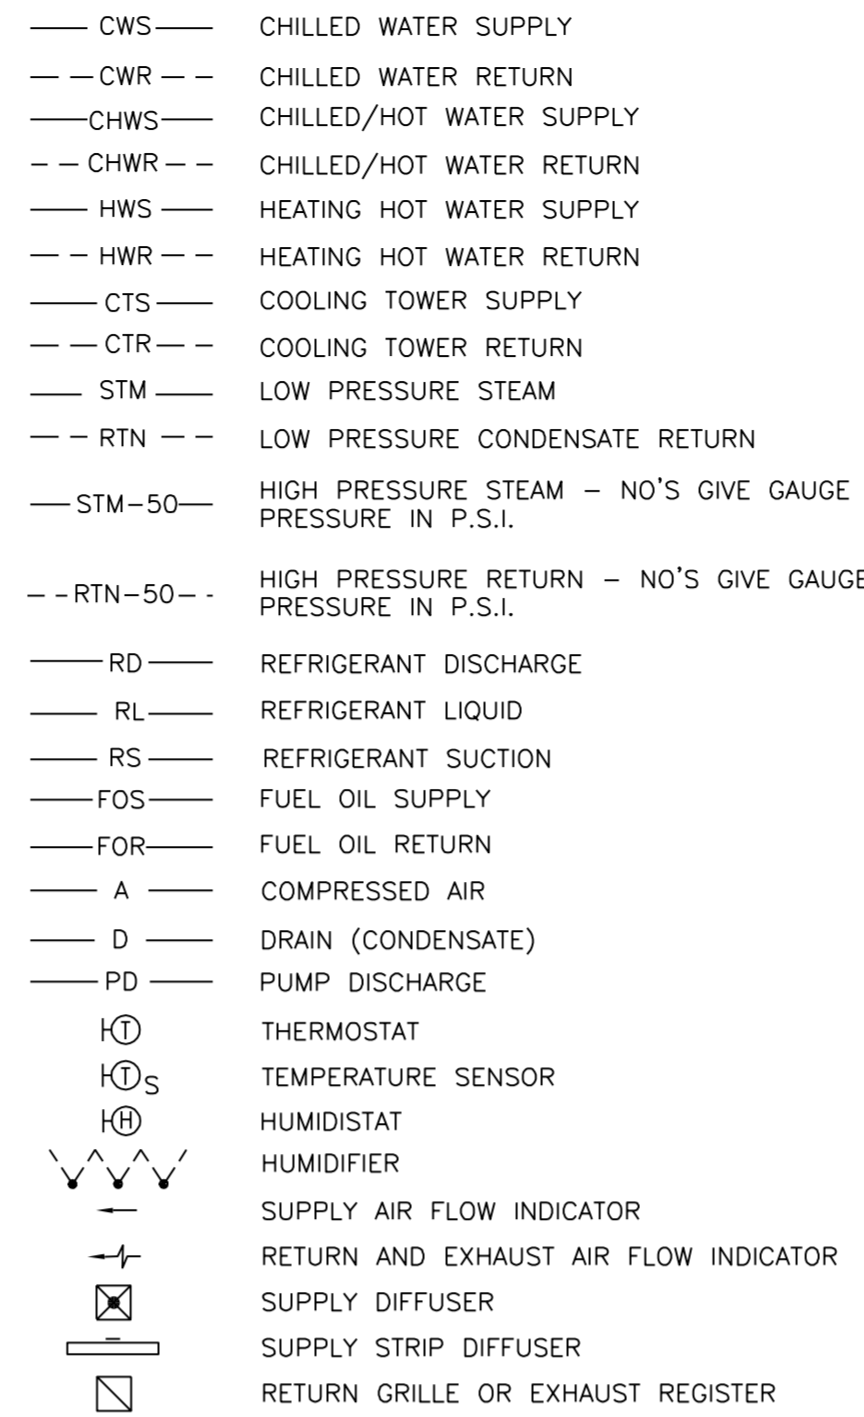 CWS CHILLED WATER SUPPLY
CWR CHILLED WATER RETURN
CHWS CHILLED/HOT WATER SUPPLY
CHWR CHILLED/HOT WATER RETURN
HWS HEATING HOT WATER SUPPLY
HWR HEATING HOT WATER RETURN
CTS COOLING TOWER SUPPLY
CTR COOLING TOWER RETURN
STM LOW PRESSURE STEAM
RTN LOW PRESSURE CONDENSATE RETURN
STM-50 HIGH PRESSURE STEAM – NO'S GIVE GAUGE
PRESSURE IN P.S.I.
RTN-50 HIGH PRESSURE RETURN – NO'S GIVE GAUGE
PRESSURE IN P.S.I.
RD REFRIGERANT DISCHARGE
RL REFRIGERANT LIQUID
RS REFRIGERANT SUCTION
FOS FUEL OIL SUPPLY
FOR FUEL OIL RETURN
A COMPRESSED AIR
D DRAIN (CONDENSATE)
PD PUMP DISCHARGE
T THERMOSTAT
T S TEMPERATURE SENSOR
H HUMIDISTAT
HUMIDIFIER
SUPPLY AIR FLOW INDICATOR
RETURN AND EXHAUST AIR FLOW INDICATOR
SUPPLY DIFFUSER
SUPPLY STRIP DIFFUSER
RETURN GRILLE OR EXHAUST REGISTER